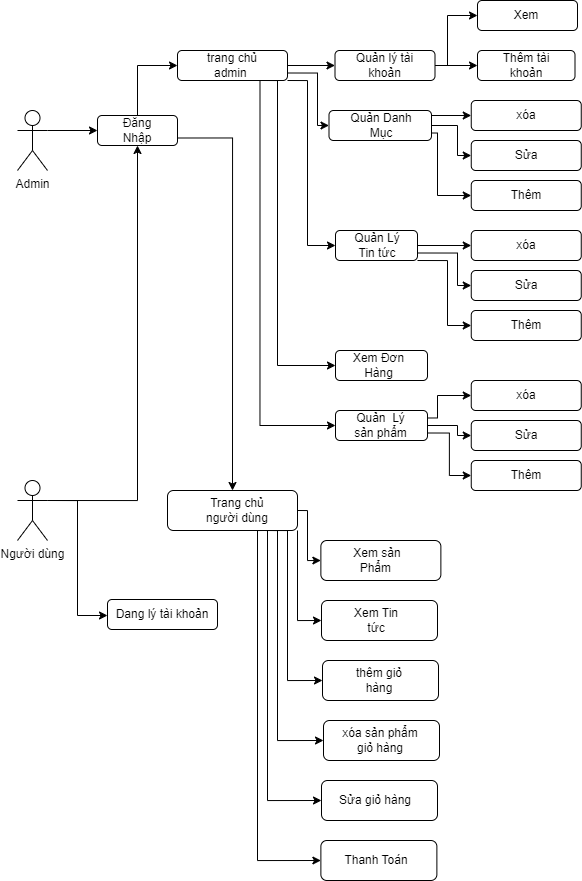 Xem
trang chủ
admin
Quản lý tài
khoản
Thêm tài
khoản
Admin
Đăng
Nhập
Quản Danh
Mục
xóa
Sửa
Thêm
Quản Lý
Tin tức
xóa
Sửa
Thêm
Xem Đơn
Hàng
Quản Lý
sản phẩm
xóa
Sửa
Thêm
Người dùng
Trang chủ
người dùng
Dang lý tài khoản
Xem sản
Phẩm
Xem Tin
tức
thêm giỏ
hàng
xóa sản phẩm
giỏ hàng
Sửa giỏ hàng
Thanh Toán